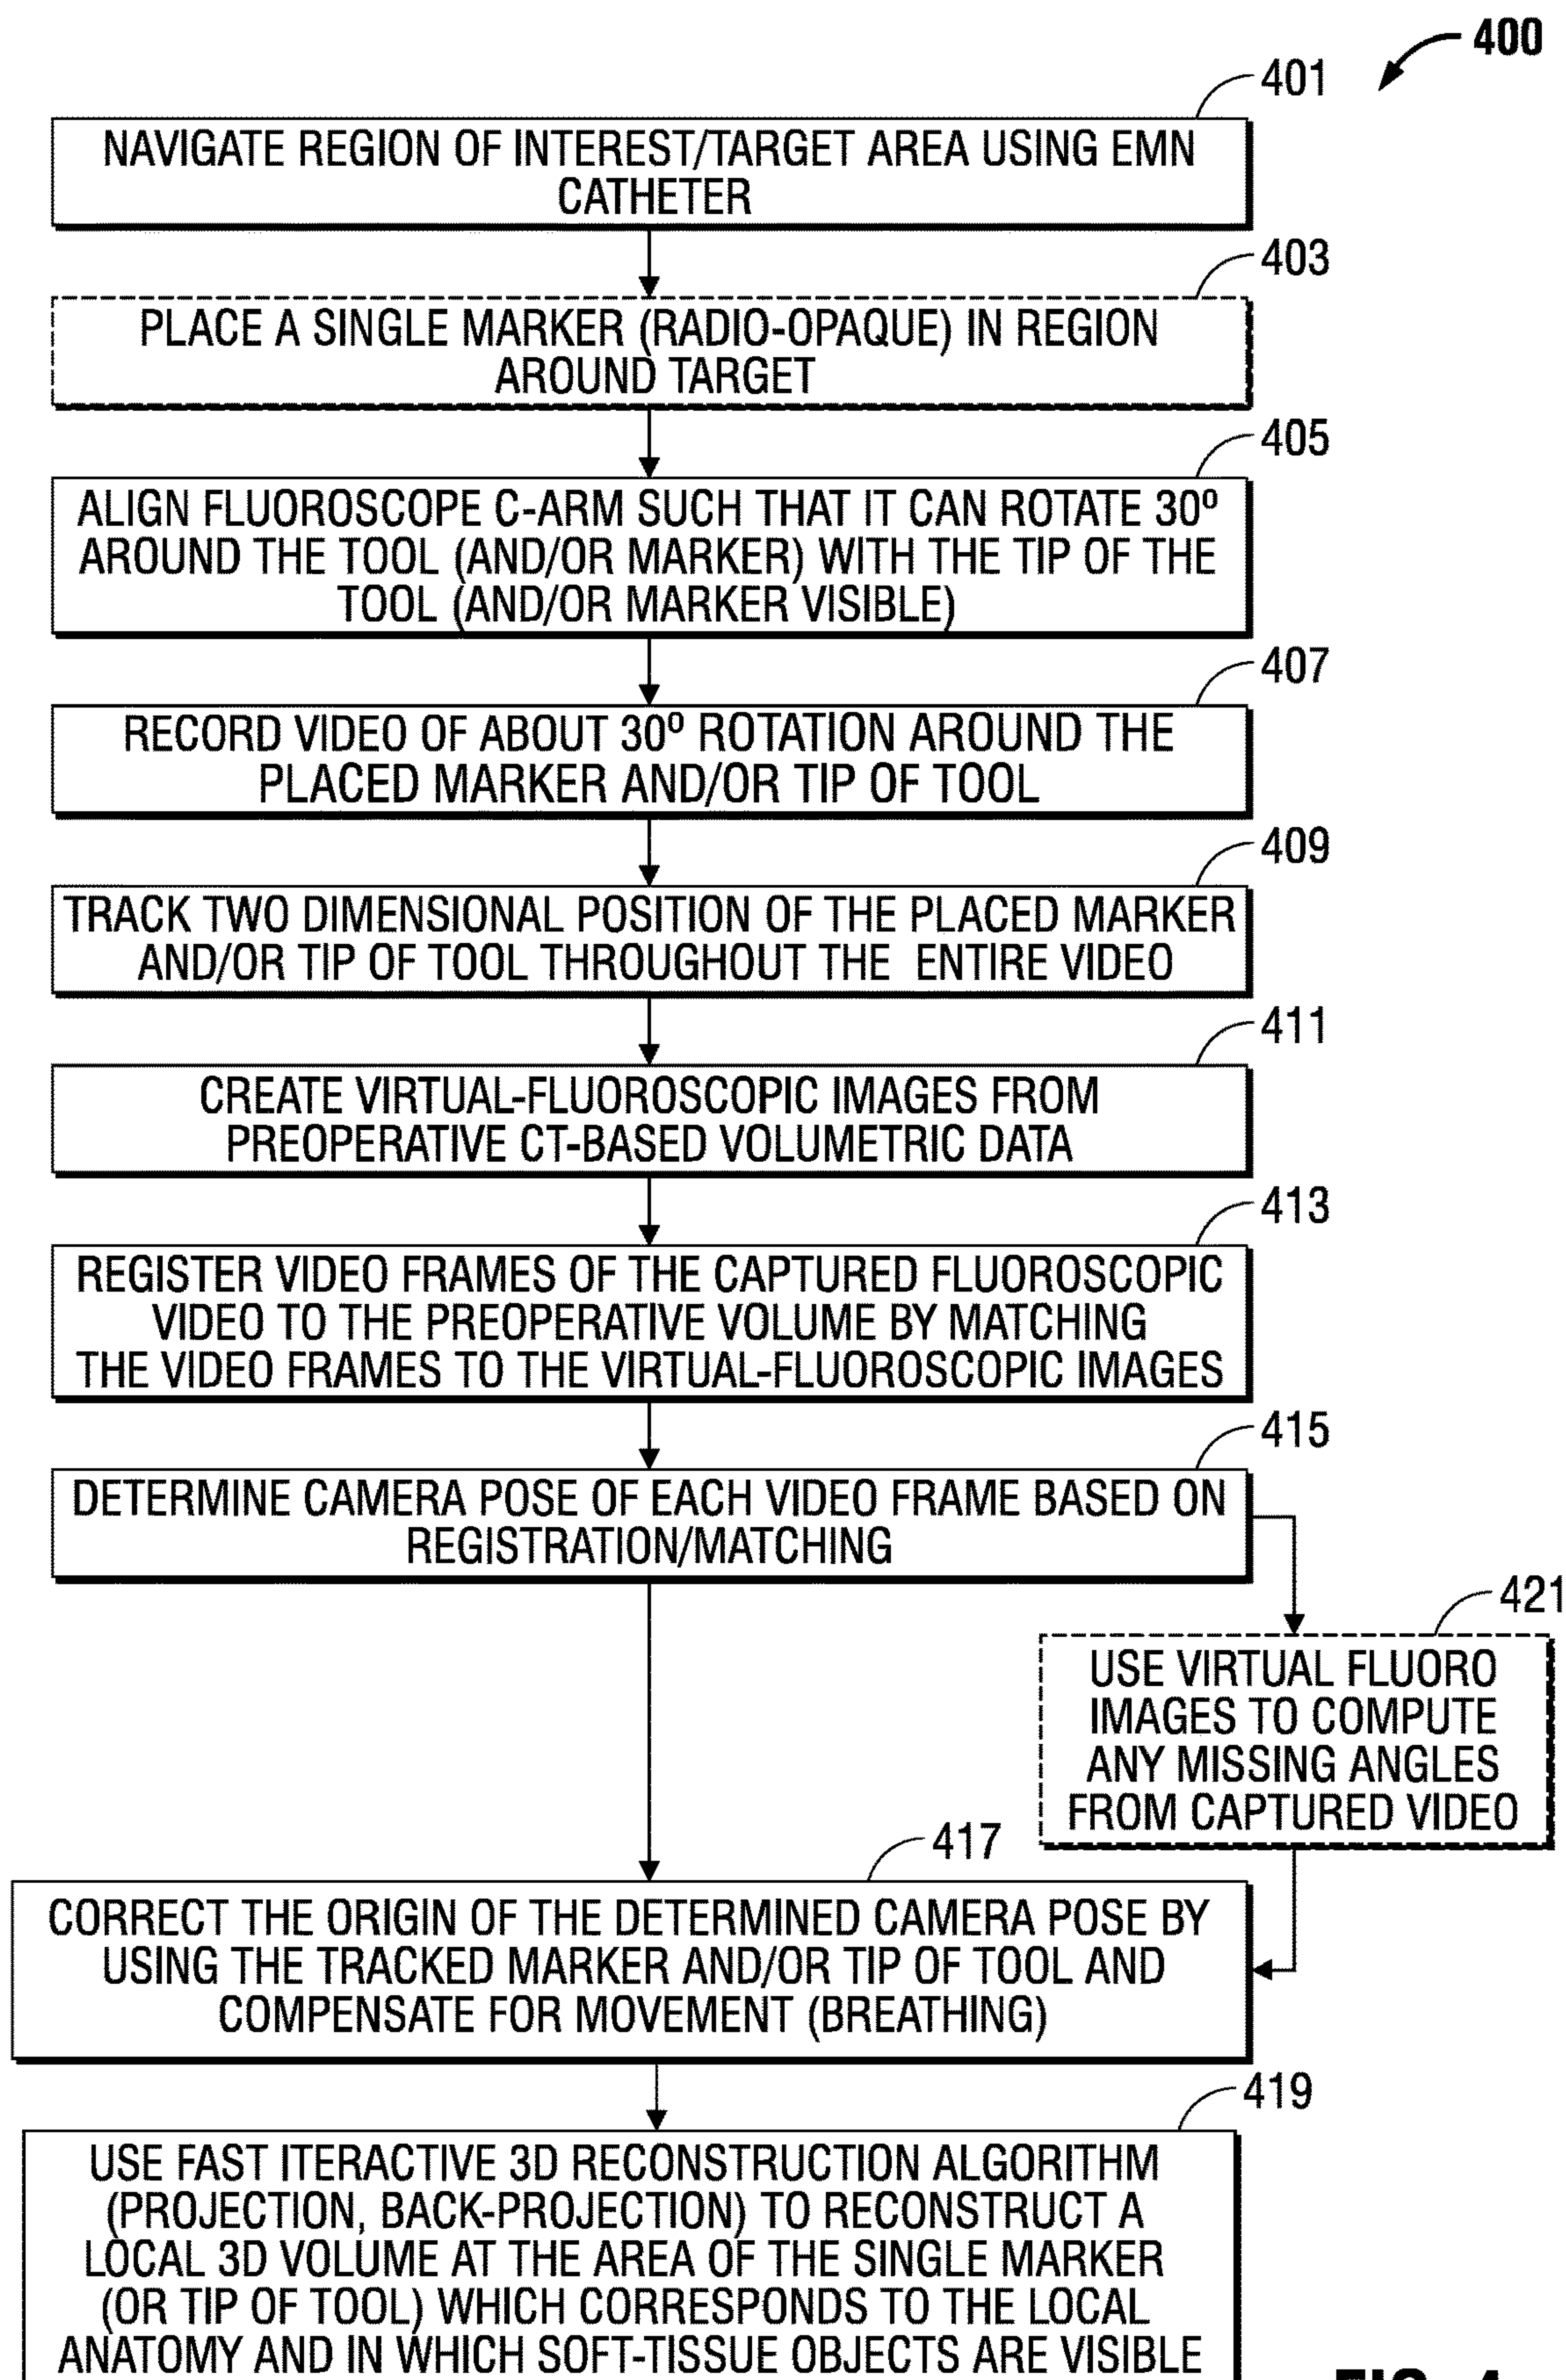 400
401
NAVIGATE REGION OF INTEREST/TARGET AREA USING EMN
CATHETER
403
PLACE A SINGLE MARKER (RADIO-OPAQUE) IN REGION
AROUND TARGET
405
ALIGN FLUOROSCOPE C-ARM SUCH THAT IT CAN ROTATE 30º
AROUND THE TOOL (AND/OR MARKER) WITH THE TIP OF THE
TOOL (AND/OR MARKER VISIBLE)
407
RECORD VIDEO OF ABOUT 30º ROTATION AROUND THE
PLACED MARKER AND/OR TIP OF TOOL
409
TRACK TWO DIMENSIONAL POSITION OF THE PLACED MARKER
AND/OR TIP OF TOOL THROUGHOUT THE ENTIRE VIDEO
411
CREATE VIRTUAL-FLUOROSCOPIC IMAGES FROM
PREOPERATIVE CT-BASED VOLUMETRIC DATA
413
REGISTER VIDEO FRAMES OF THE CAPTURED FLUOROSCOPIC
VIDEO TO THE PREOPERATIVE VOLUME BY MATCHING
THE VIDEO FRAMES TO THE VIRTUAL-FLUOROSCOPIC IMAGES
415
DETERMINE CAMERA POSE OF EACH VIDEO FRAME BASED ON
REGISTRATION/MATCHING
421
USE VIRTUAL FLUORO
IMAGES TO COMPUTE
ANY MISSING ANGLES
FROM CAPTURED VIDEO
417
CORRECT THE ORIGIN OF THE DETERMINED CAMERA POSE BY
USING THE TRACKED MARKER AND/OR TIP OF TOOL AND
COMPENSATE FOR MOVEMENT (BREATHING)
419
USE FAST ITERACTIVE 3D RECONSTRUCTION ALGORITHM
(PROJECTION, BACK-PROJECTION) TO RECONSTRUCT A
LOCAL 3D VOLUME AT THE AREA OF THE SINGLE MARKER
(OR TIP OF TOOL) WHICH CORRESPONDS TO THE LOCAL
ANATOMY AND IN WHICH SOFT-TISSUE OBJECTS ARE VISIBLE